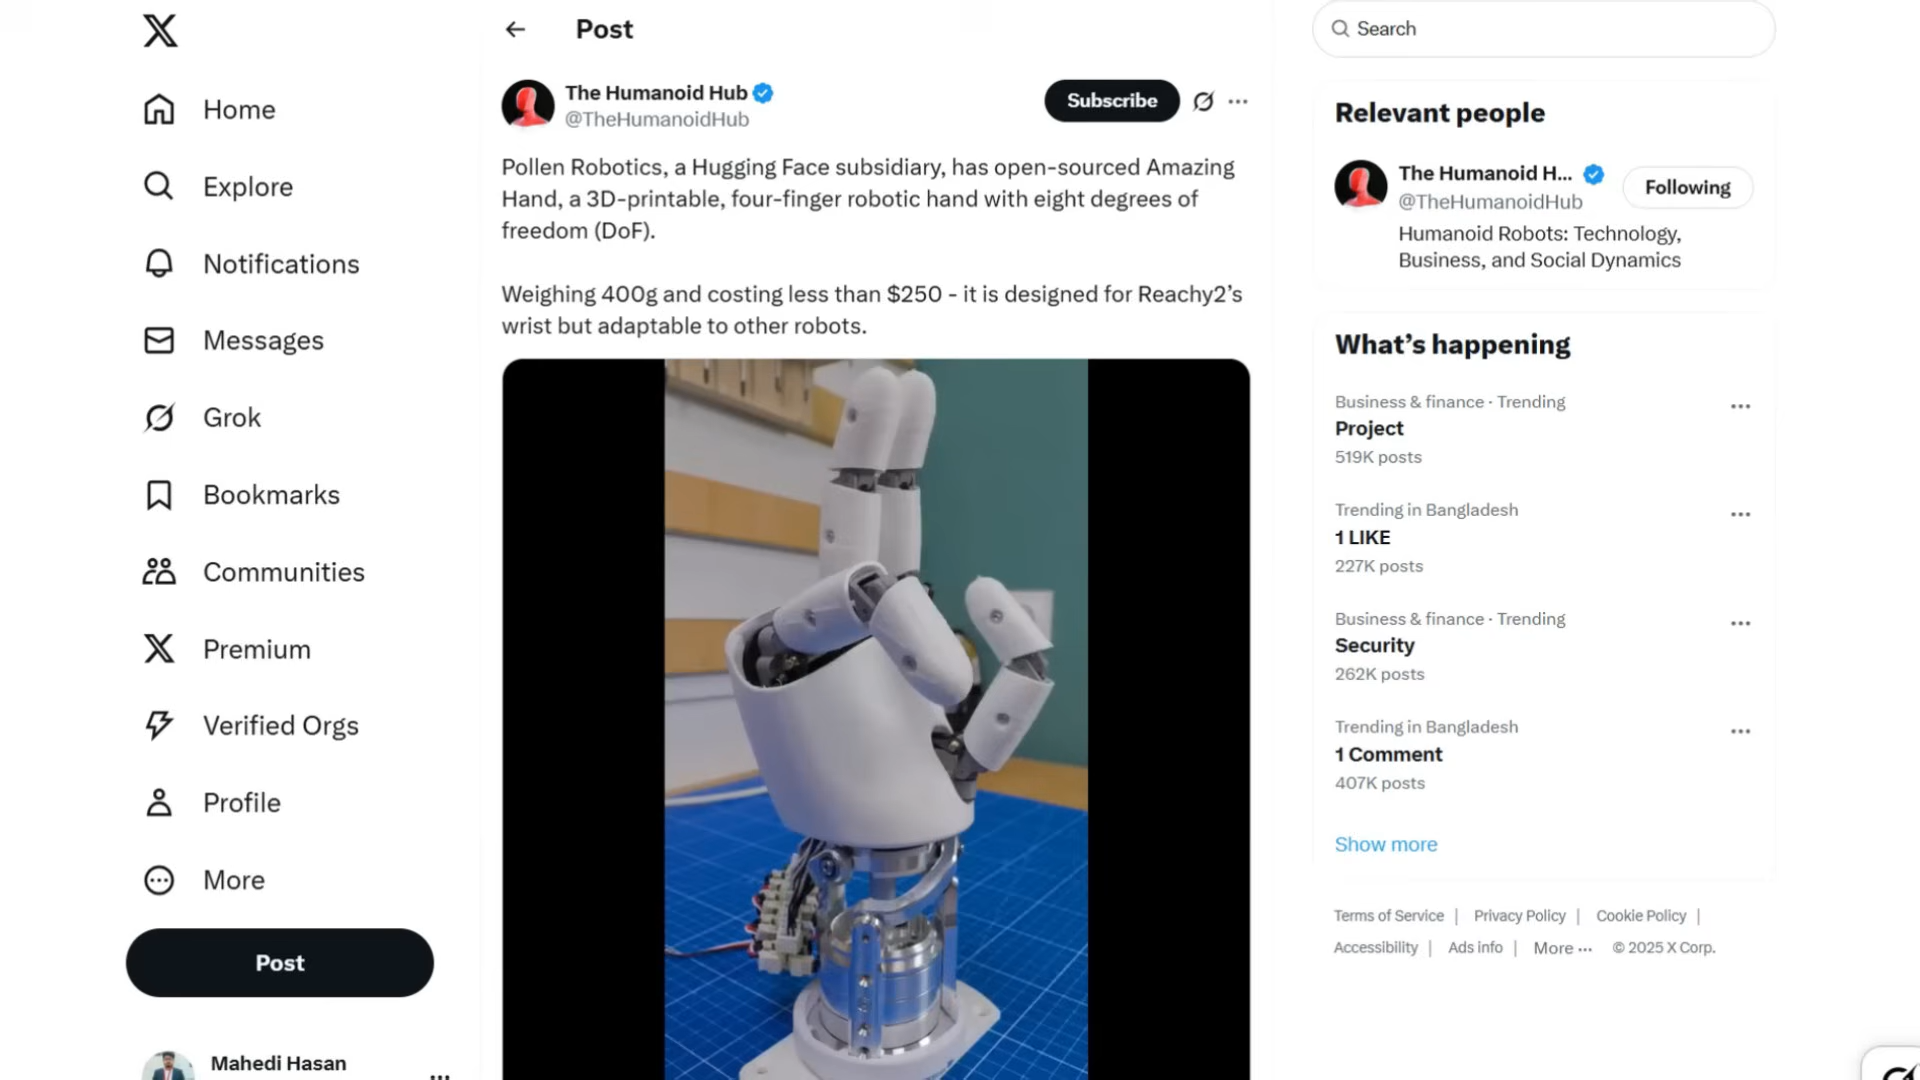 Home
Explore
Notifications
Messages
Grok
Bookmarks
Communities
Premium
Verified Orgs
Profile
More
Post
Mahedi Hasan
Post
The Humanoid Hub
@TheHumanoidHub
Subscribe
Pollen Robotics, a Hugging Face subsidiary, has open-sourced Amazing
Hand, a 3D-printable, four-finger robotic hand with eight degrees of
freedom (DoF).
Weighing 400g and costing less than $250 - it is designed for Reachy2’s
wrist but adaptable to other robots.
Search
Relevant people
The Humanoid H...
@TheHumanoidHub
Following
Humanoid Robots: Technology,
Business, and Social Dynamics
What’s happening
Business & finance · Trending
Project
519K posts
Trending in Bangladesh
1 LIKE
227K posts
Business & finance · Trending
Security
262K posts
Trending in Bangladesh
1 Comment
407K posts
Show more
Terms of Service | Privacy Policy | Cookie Policy |
Accessibility | Ads info | More ··· © 2025 X Corp.